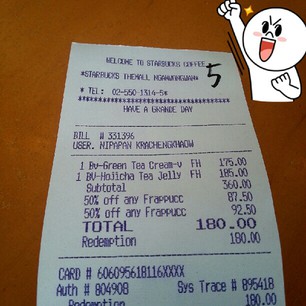 WELCOME TO STARBUCKS COFFEE
*STARBUCKS THEMALL NGAMWONGWAN*
5
* TEL: 02-550-1314-5*
HAVE A GRANDE DAY
BILL # 331396
USER. NIPAPAN KRACHENGKHAOW
1 BV-Green Tea Cream-v FH 175.00
1 BV-Hojicha Tea Jelly FH 185.00
Subtotal 360.00
50% off any Frappucc 87.50
50% off any Frappucc 92.50
TOTAL 180.00
Redemption 180.00
CARD # 606095618116XXXX
Auth # 804908 Sys Trace # 895418
Redemption 180.00